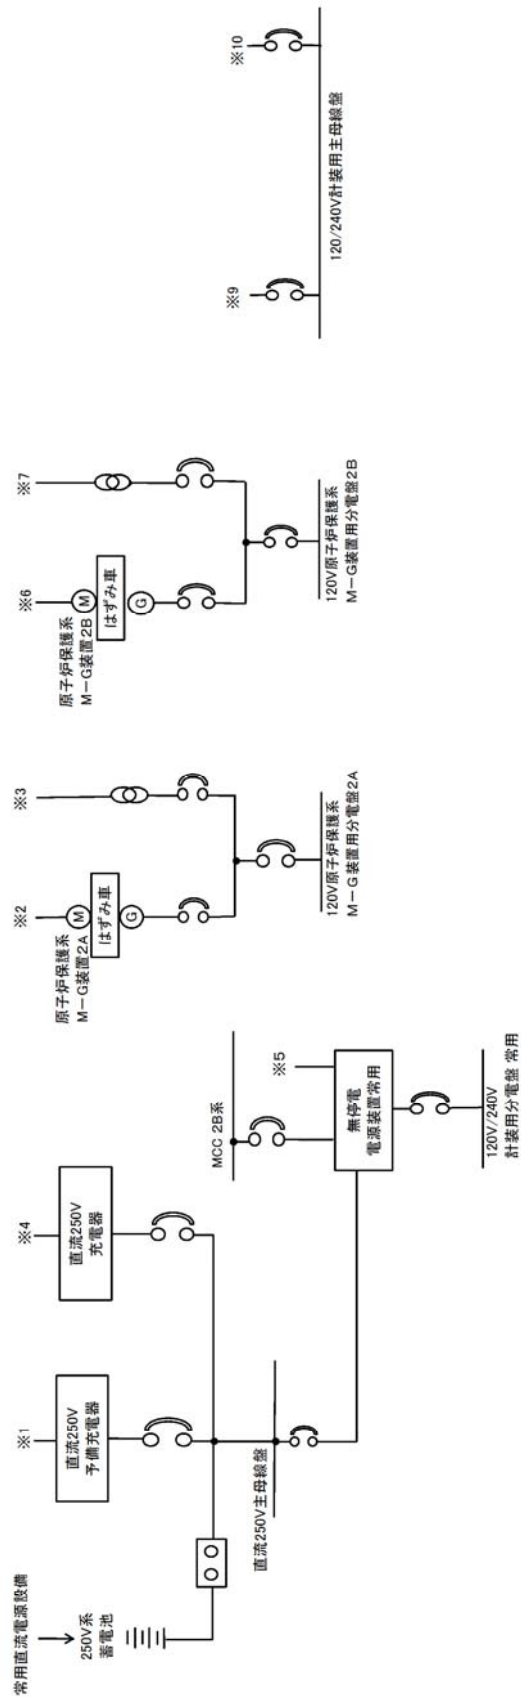 常用直流電源設備
250V系
蓄電池
※1
直流250V
予備充電器
※4
直流250V
充電器
直流250V主母線盤
MCC 2B系
※5
無停電
電源装置常用
120V/240V
計装用分電盤 常用
※2
原子炉保護系
M－G装置2A
M
はずみ車
G
※3
120V原子炉保護系
M－G装置用分電盤2A
※6
原子炉保護系
M－G装置2B
M
はずみ車
G
※7
120V原子炉保護系
M－G装置用分電盤2B
※9
※10
120/240V計装用主母線盤